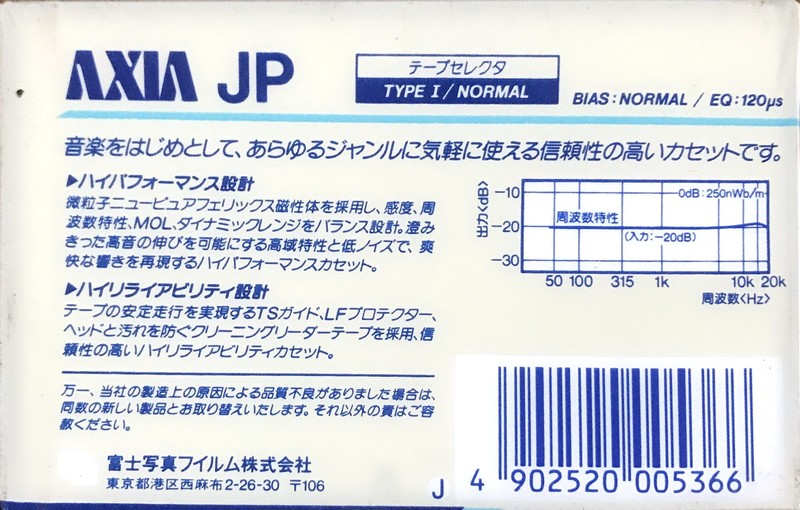 AXIA JP
テープセレクタ
TYPE I/NORMAL
BIAS:NORMAL / EQ:120μs
音楽をはじめとして、あらゆるジャンルに気軽に使える信頼性の高いカセットです。
▶ハイパフォーマンス設計
微粒子ニューピュアフェリックス磁性体を採用し、感度、周
波数特性、MOL、ダイナミックレンジをバランス設計。澄み
きった高音の伸びを可能にする高域特性と低ノイズで、爽
快な響きを再現するハイパフォーマンスカセット。
▶ハイリライアビリティ設計
テープの安定走行を実現するTSガイド、LFプロテクター、
ヘッドと汚れを防ぐクリーニングリーダーテープを採用、信
頼性の高いハイリライアビリティカセット。
万一、当社の製造上の原因による品質不良がありました場合は、
同数の新しい製品とお取り替えいたします。それ以外の責はご容
赦ください。
富士写真フイルム株式会社
東京都港区西麻布2-26-30 〒106
出力<dB>
-10
-20
-30
0dB:250nWb/m
周波数特性
(入力:-20dB)
50 100 315 1k 10k 20k
周波数<Hz>
J 4 902520 005366